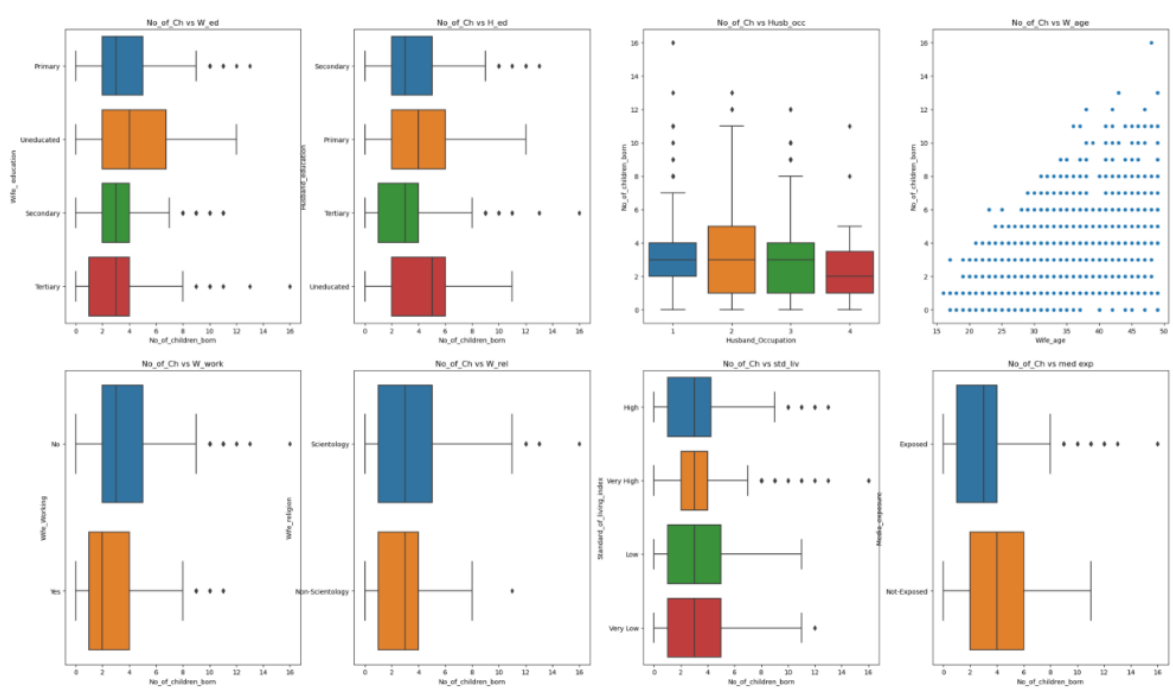 No_of_Ch vs W_ed
Wife_ education
Primary
Uneducated
Secondary
Tertiary
0 2 4 6 8 10 12 14 16
No_of_children_born
No_of_Ch vs H_ed
Husband_education
Secondary
Primary
Tertiary
Uneducated
0 2 4 6 8 10 12 14 16
No_of_children_born
No_of_Ch vs Husb_occ
No_of_children_born
16
14
12
10
8
6
4
2
0
1 2 3 4
Husband_Occupation
No_of_Ch vs W_age
No_of_children_born
16
14
12
10
8
6
4
2
0
15 20 25 30 35 40 45 50
Wife_age
No_of_Ch vs W_work
Wife_Working
No
Yes
0 2 4 6 8 10 12 14 16
No_of_children_born
No_of_Ch vs W_rel
Wife_religion
Scientology
Non-Scientology
0 2 4 6 8 10 12 14 16
No_of_children_born
No_of_Ch vs std_liv
Standard_of_living_index
High
Very High
Low
Very Low
0 2 4 6 8 10 12 14 16
No_of_children_born
No_of_Ch vs med exp
Media_exposure
Exposed
Not-Exposed
0 2 4 6 8 10 12 14 16
No_of_children_born